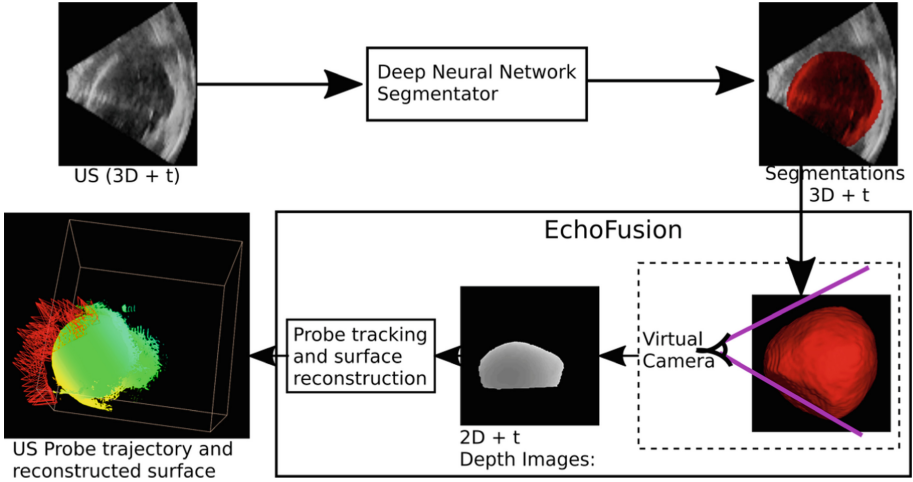 US (3D + t)
Deep Neural Network
Segmentator
Segmentations
3D + t
EchoFusion
Virtual
Camera
2D + t
Depth Images:
Probe tracking
and surface
reconstruction
US Probe trajectory and
reconstructed surface